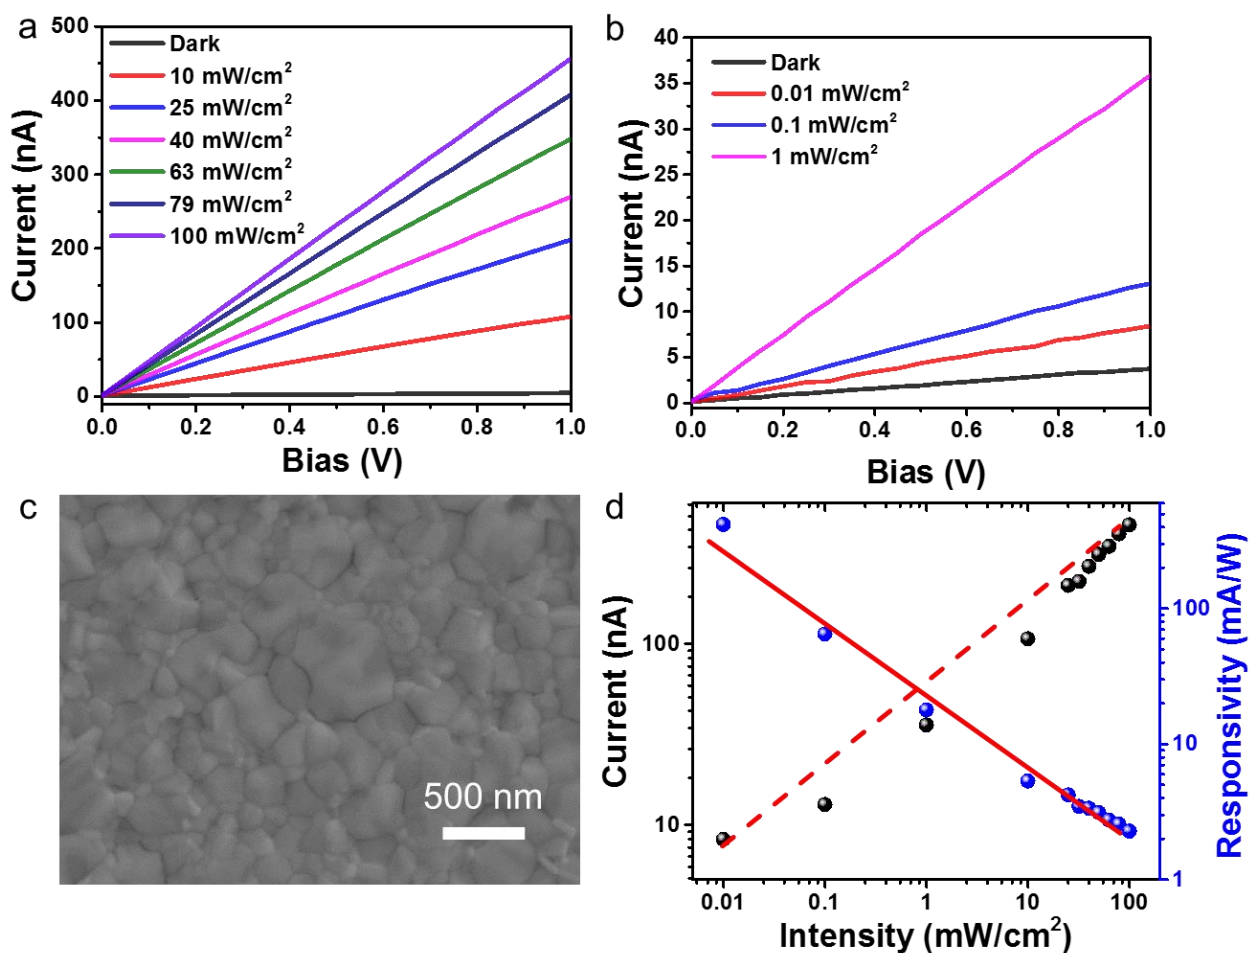 a
500
400
300
200
100
0
Current (nA)
Dark
10 mW/cm²
25 mW/cm²
40 mW/cm²
63 mW/cm²
79 mW/cm²
100 mW/cm²
0.0 0.2 0.4 0.6 0.8 1.0
Bias (V)
b
40
35
30
25
20
15
10
5
0
Current (nA)
Dark
0.01 mW/cm²
0.1 mW/cm²
1 mW/cm²
0.0 0.2 0.4 0.6 0.8 1.0
Bias (V)
c
500 nm
d
100
10
Current (nA)
100
10
1
Responsivity (mA/W)
0.01 0.1 1 10 100
Intensity (mW/cm²)